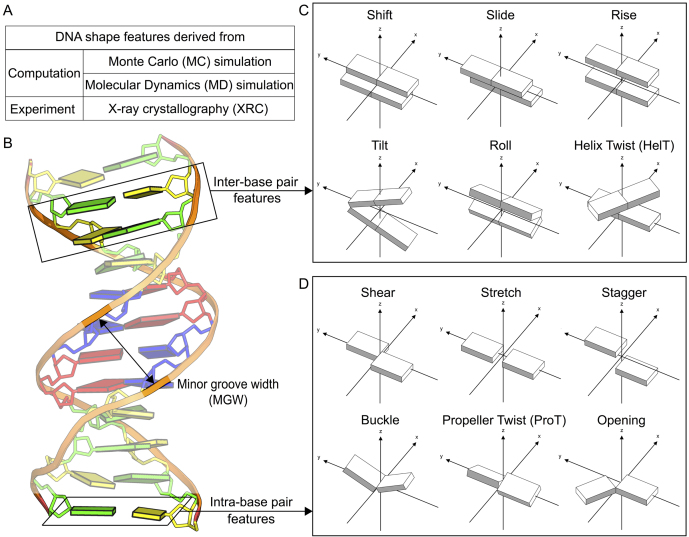 A
DNA shape features derived from
Computation
Monte Carlo (MC) simulation
Molecular Dynamics (MD) simulation
Experiment
X-ray crystallography (XRC)
B
Inter-base pair
features
Minor groove width
(MGW)
Intra-base pair
features
C
Shift
Slide
Rise
z
x
y
z
x
y
z
x
y
Tilt
Roll
Helix Twist (HelT)
z
x
y
z
x
y
z
x
y
D
Shear
Stretch
Stagger
z
x
y
z
x
y
z
x
y
Buckle
Propeller Twist (ProT)
Opening
z
x
y
z
x
y
z
x
y